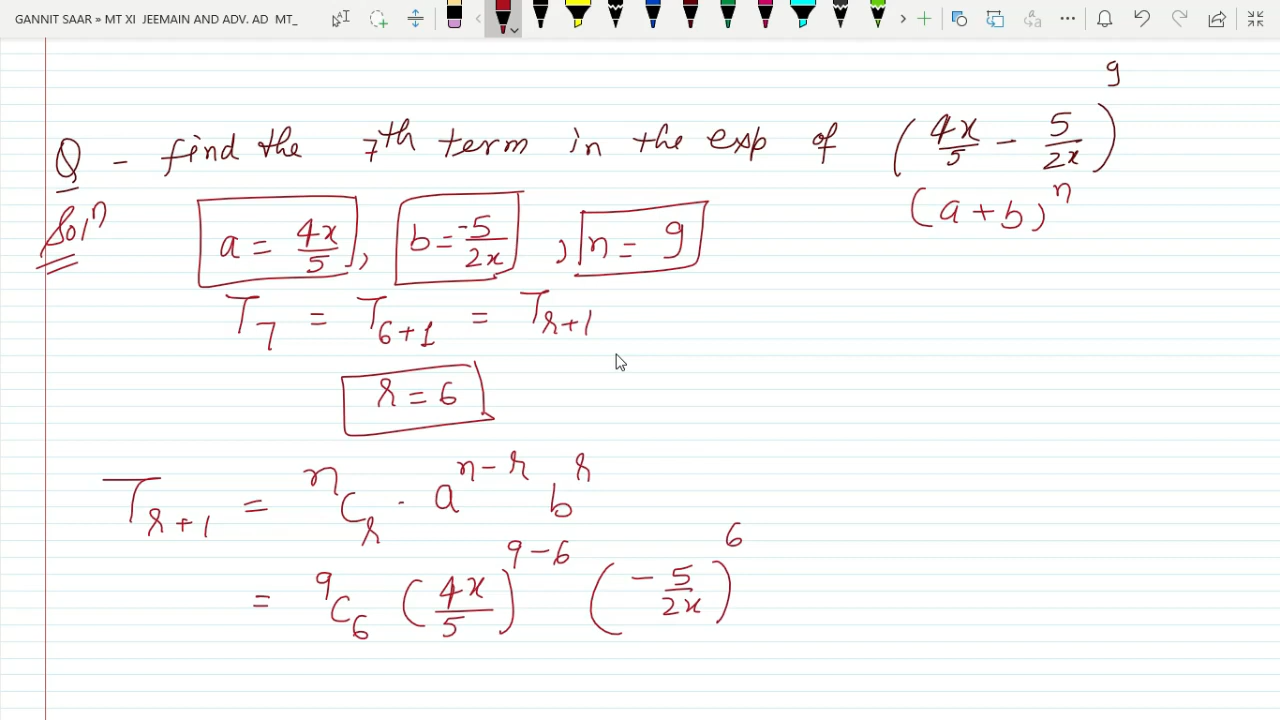 GANNIT SAAR » MT XI JEEMAIN AND ADV. AD MT_
Q - find the 7th term in the exp of (4x/5 - 5/2x)^9
(a+b)^n
Solⁿ a = 4x/5, b = -5/2x, n = 9
T_7 = T_6+1 = T_r+1
r = 6
T_r+1 = ^nC_r · a^n-r b^r
= ^9C_6 (4x/5)^9-6 (-5/2x)^6